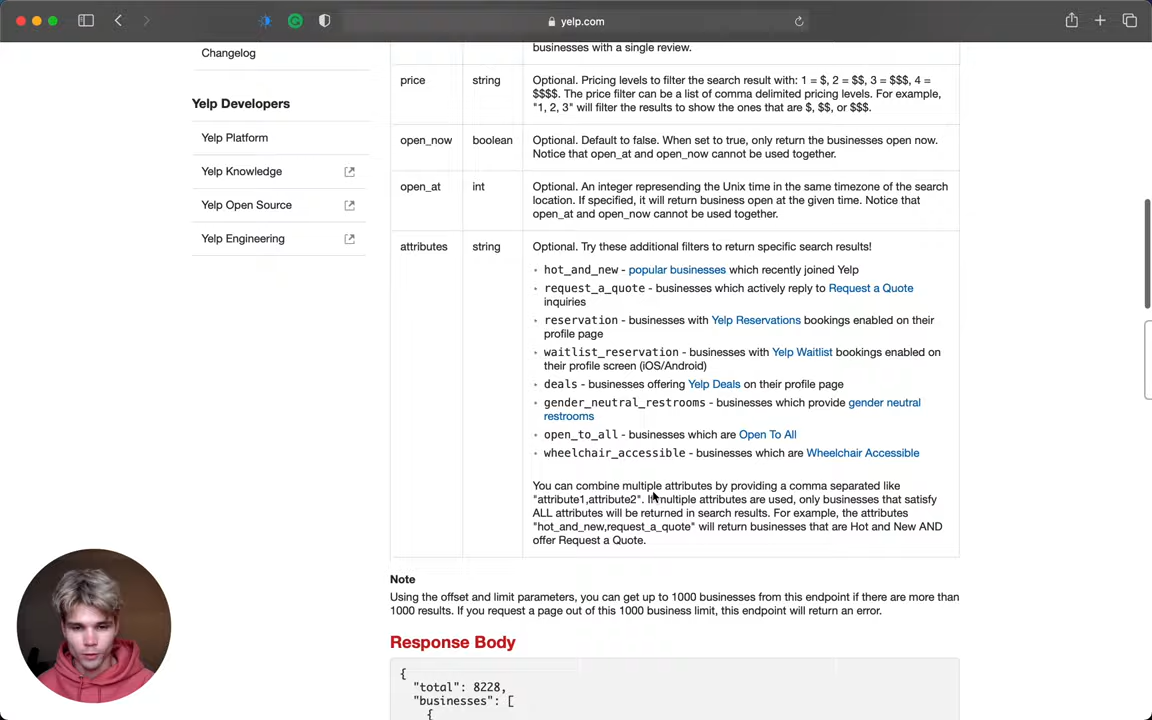 yelp.com
Changelog
Yelp Developers
Yelp Platform
Yelp Knowledge
Yelp Open Source
Yelp Engineering
businesses with a single review.
price string Optional. Pricing levels to filter the search result with: 1 = $, 2 = $$, 3 = $$$, 4 =
$$$$. The price filter can be a list of comma delimited pricing levels. For example,
"1, 2, 3" will filter the results to show the ones that are $, $$, or $$$.
open_now boolean Optional. Default to false. When set to true, only return the businesses open now.
Notice that open_at and open_now cannot be used together.
open_at int Optional. An integer represending the Unix time in the same timezone of the search
location. If specified, it will return business open at the given time. Notice that
open_at and open_now cannot be used together.
attributes string Optional. Try these additional filters to return specific search results!
hot_and_new - popular businesses which recently joined Yelp
request_a_quote - businesses which actively reply to Request a Quote
inquiries
reservation - businesses with Yelp Reservations bookings enabled on their
profile page
waitlist_reservation - businesses with Yelp Waitlist bookings enabled on
their profile screen (iOS/Android)
deals - businesses offering Yelp Deals on their profile page
gender_neutral_restrooms - businesses which provide gender neutral
restrooms
open_to_all - businesses which are Open To All
wheelchair_accessible - businesses which are Wheelchair Accessible
You can combine multiple attributes by providing a comma separated like
"attribute1,attribute2". If multiple attributes are used, only businesses that satisfy
ALL attributes will be returned in search results. For example, the attributes
"hot_and_new,request_a_quote" will return businesses that are Hot and New AND
offer Request a Quote.
Note
Using the offset and limit parameters, you can get up to 1000 businesses from this endpoint if there are more than
1000 results. If you request a page out of this 1000 business limit, this endpoint will return an error.
Response Body
{
"total": 8228,
"businesses": [
{